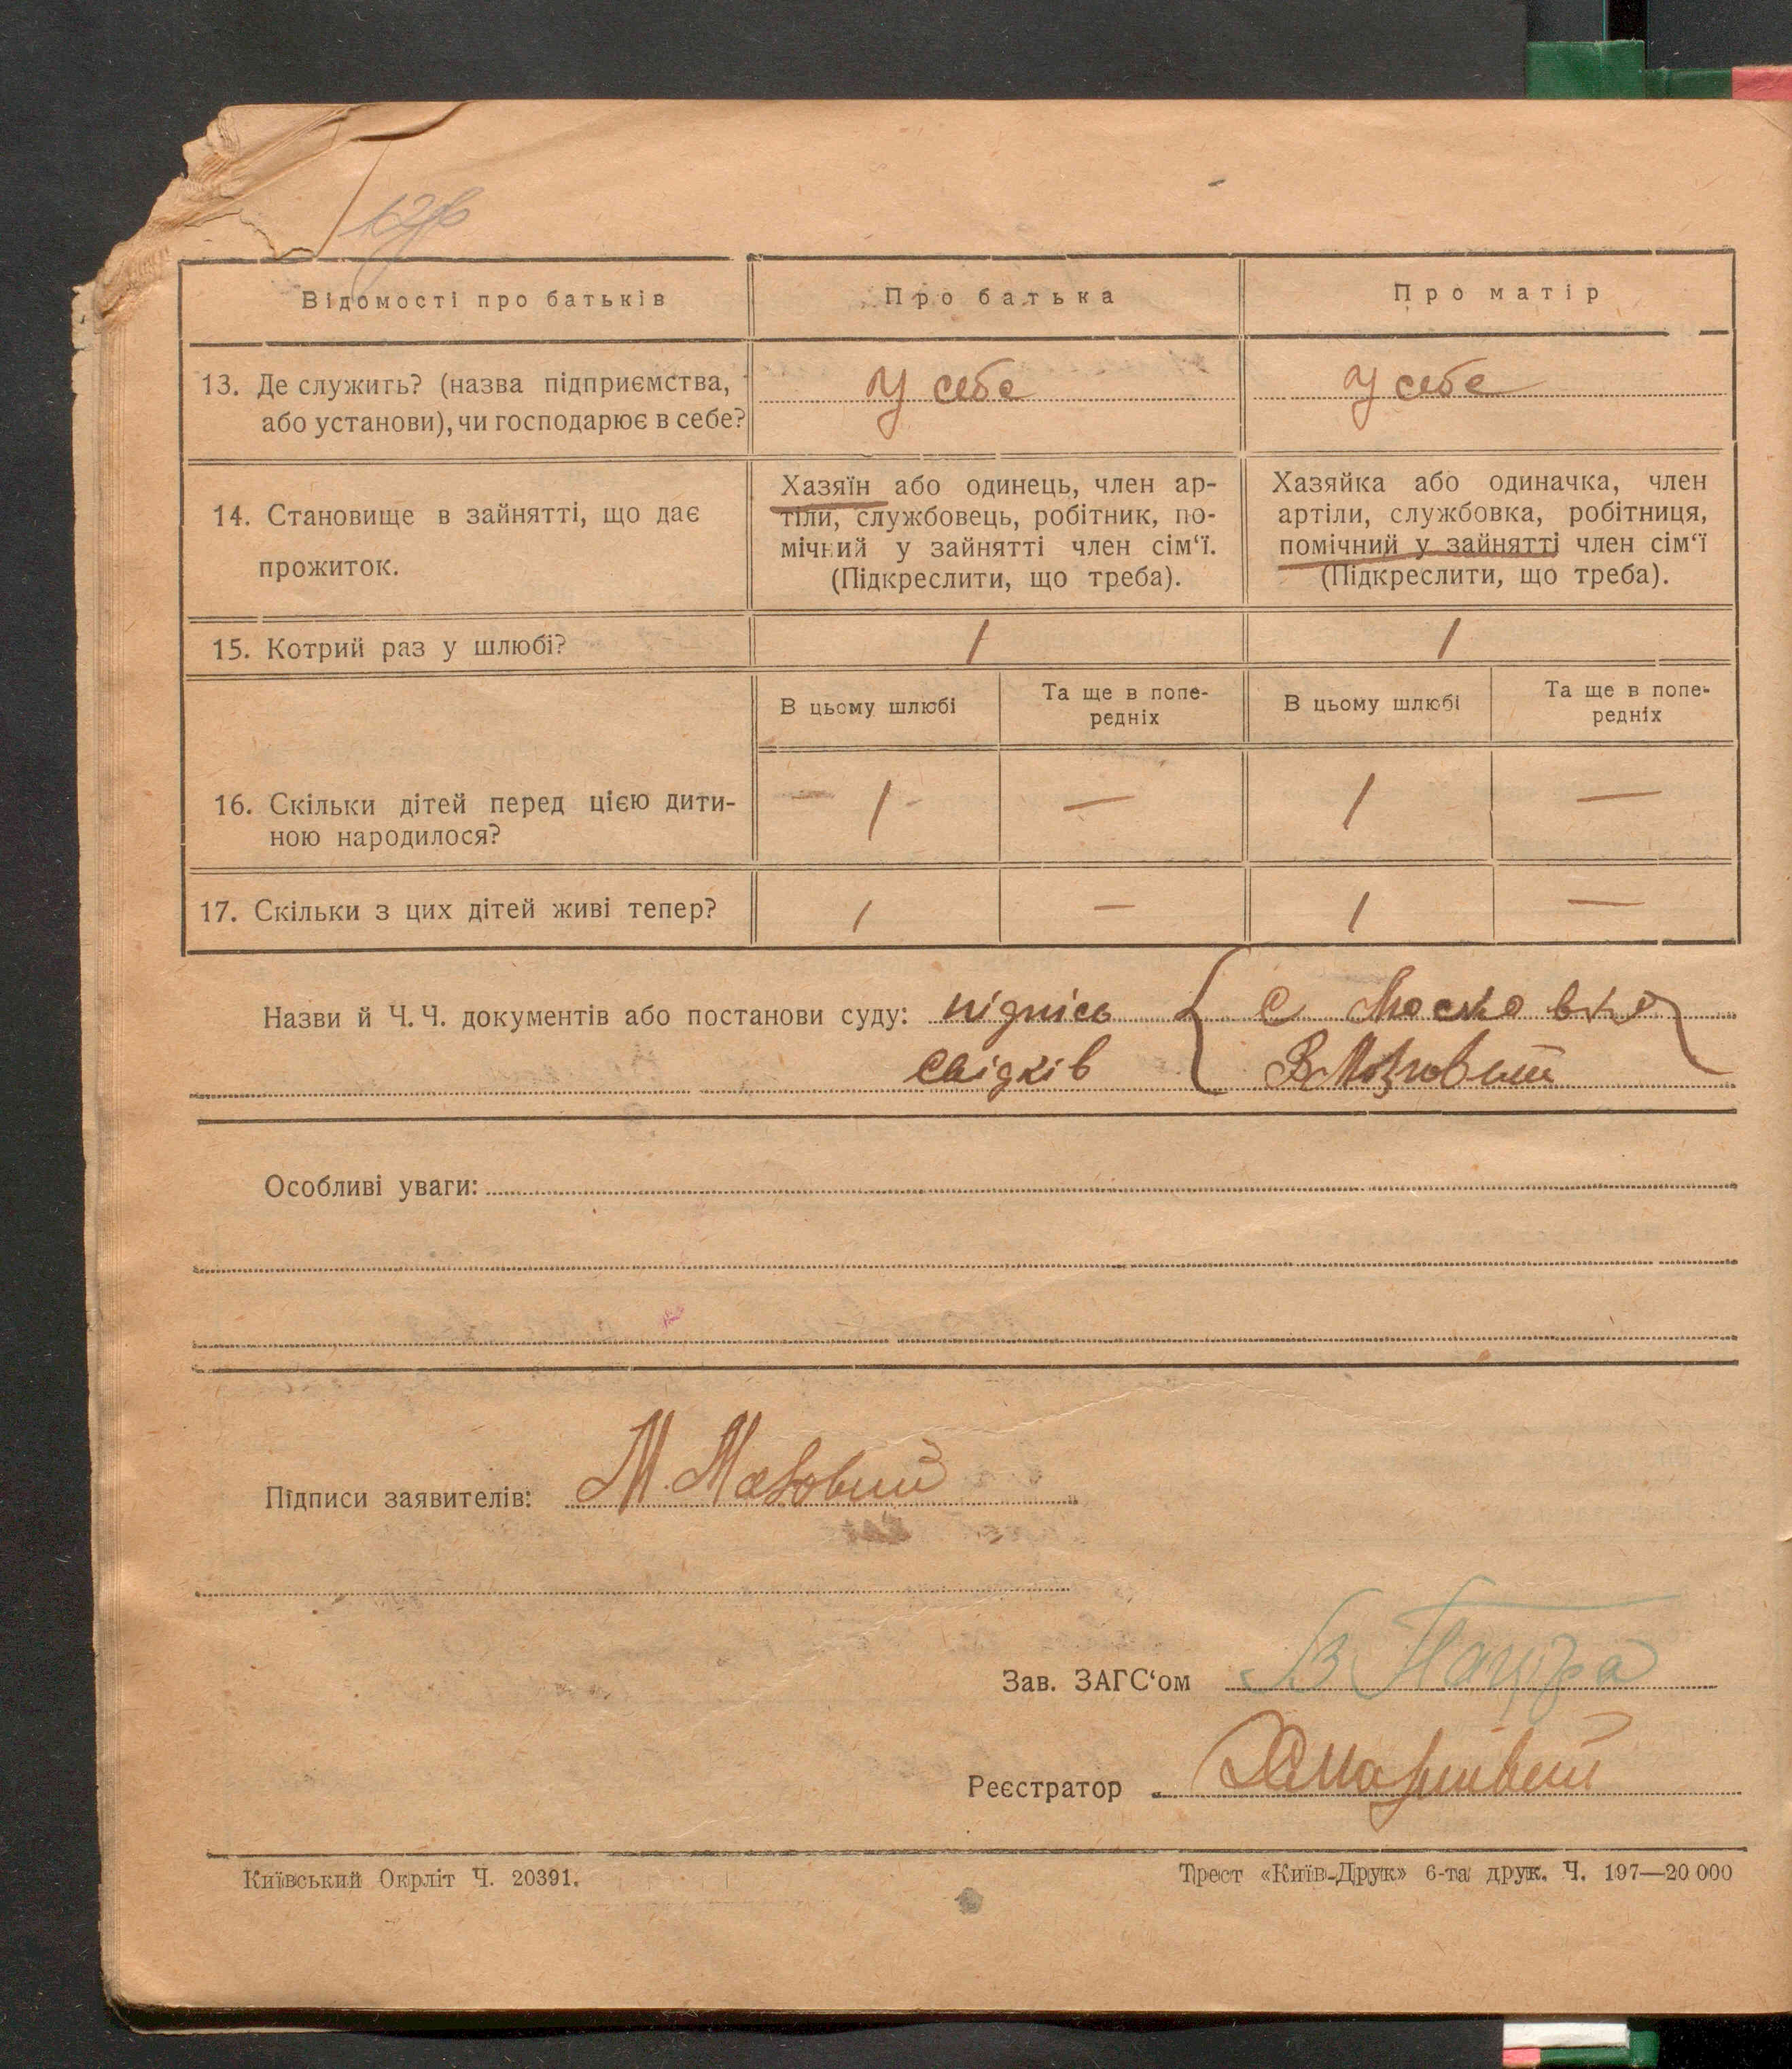 Відомості про батьків
Про батька
Про матір
13. Де служить? (назва підприємства, або установи), чи господарює в себе?
У себе
У себе
14. Становище в зайнятті, що дає прожиток.
Хазяїн або одинець, член ар-
тіли, службовець, робітник, по-
мічний у зайнятті член сім‘ї.
(Підкреслити, що треба).
Хазяйка або одиначка, член
артіли, службовка, робітниця,
помічний у зайнятті член сім‘ї
(Підкреслити, що треба).
15. Котрий раз у шлюбі?
1
1
В цьому шлюбі
Та ще в попе-
редніх
В цьому шлюбі
Та ще в попе-
редніх
16. Скільки дітей перед цією дити-
ною народилося?
1
—
1
—
17. Скільки з цих дітей живі тепер?
1
—
1
—
Назви й Ч. Ч. документів або постанови суду: підпісь
свідків
Особливі уваги:
Підписи заявителів: М.
Зав. ЗАГС‘ом
Реєстратор
Київський Окрліт Ч. 20391.
Трест «Київ-Друк» 6-та друк. Ч. 197—20 000